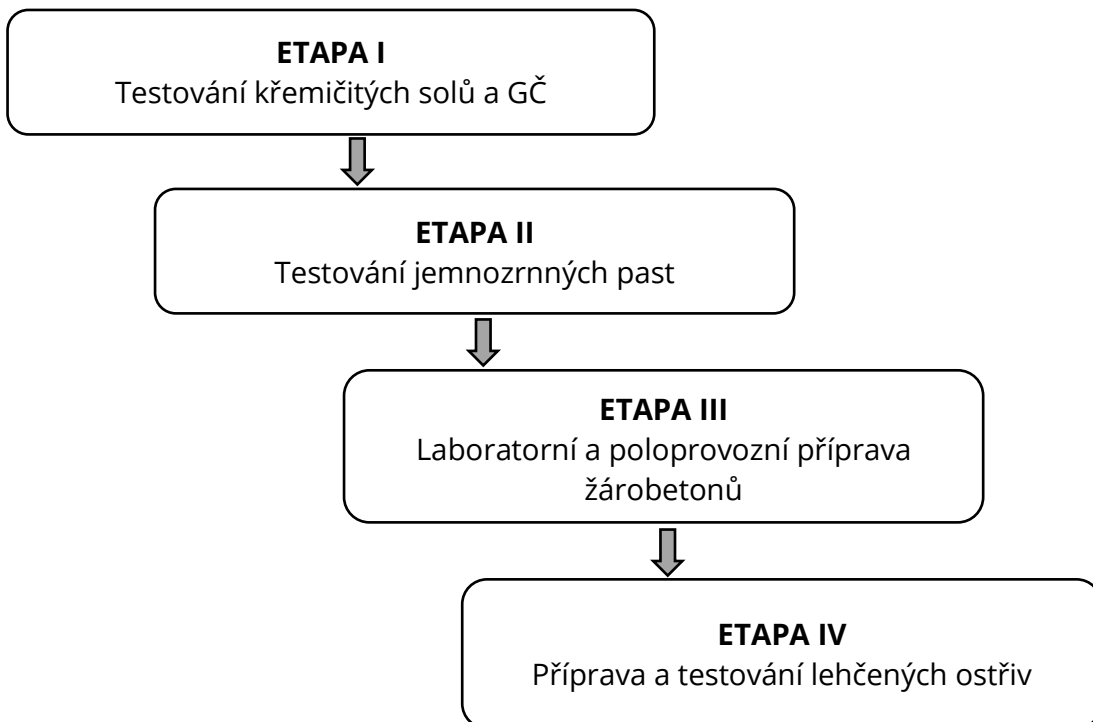 ETAPA I
Testování křemičitých solů a GČ
ETAPA II
Testování jemnozrnných past
ETAPA III
Laboratorní a poloprovozní příprava
žárobetonů
ETAPA IV
Příprava a testování lehčených ostřiv